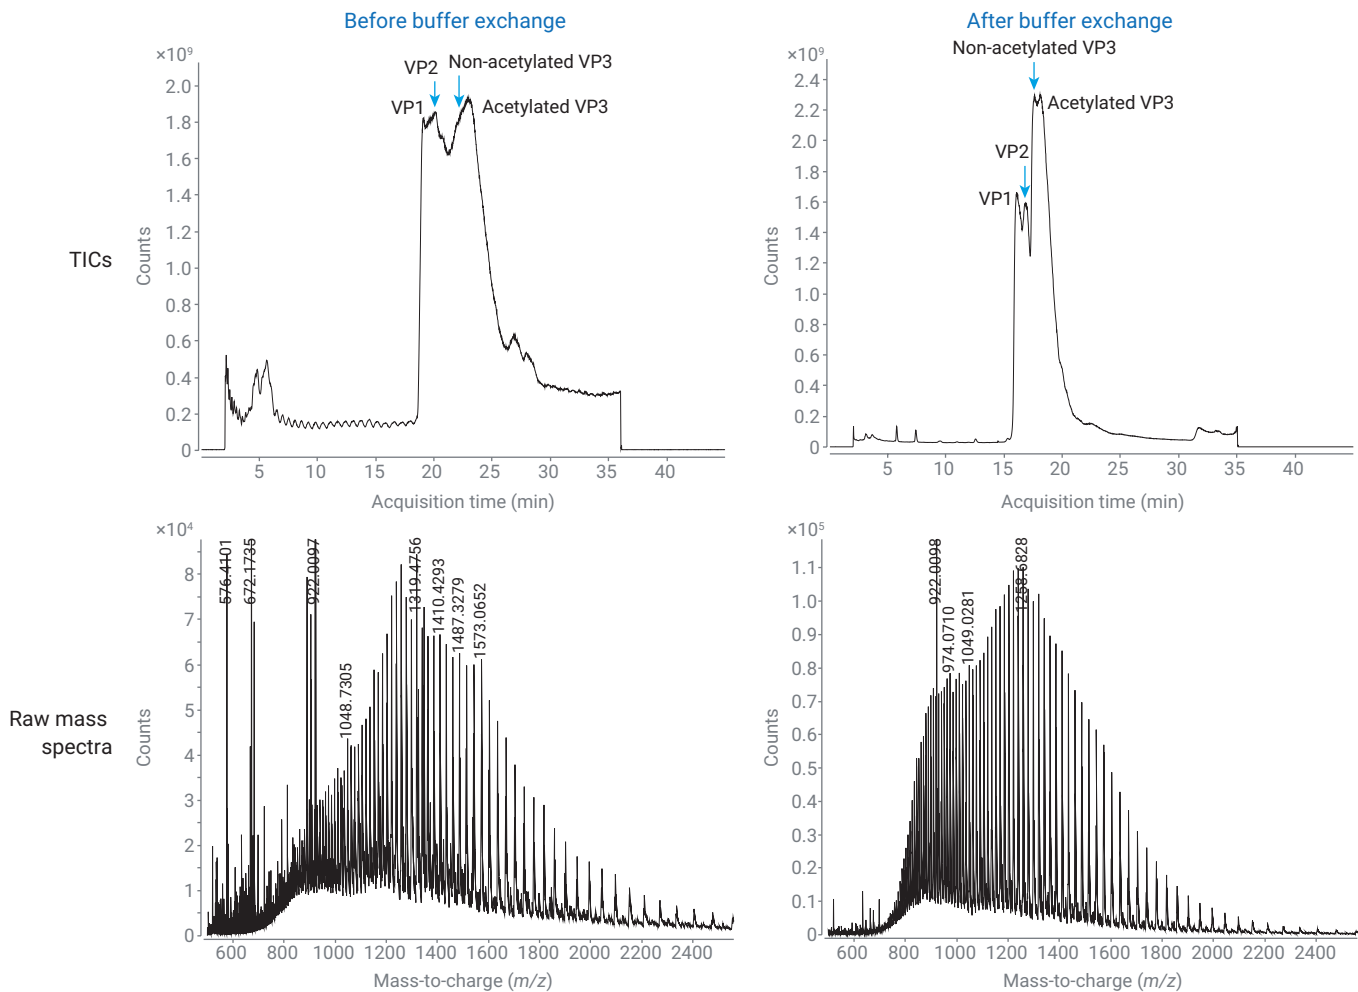 Before buffer exchange
After buffer exchange
TICs
×10⁹
2.0
1.8
1.6
1.4
1.2
1.0
0.8
0.6
0.4
0.2
0
Counts
VP1
VP2
Non-acetylated VP3
Acetylated VP3
5 10 15 20 25 30 35 40
Acquisition time (min)
×10⁹
2.4
2.2
2.0
1.8
1.6
1.4
1.2
1.0
0.8
0.6
0.4
0.2
0
Counts
Non-acetylated VP3
Acetylated VP3
VP2
VP1
5 10 15 20 25 30 35 40
Acquisition time (min)
Raw mass
spectra
×10⁴
8
7
6
5
4
3
2
1
0
Counts
576.4101
672.1735
922.0097
1048.7305
1319.4756
1410.4293
1487.3279
1573.0652
600 800 1000 1200 1400 1600 1800 2000 2200 2400
Mass-to-charge (m/z)
×10⁵
1.1
1.0
0.9
0.8
0.7
0.6
0.5
0.4
0.3
0.2
0.1
0
Counts
922.0098
974.0710
1049.0281
1258.6828
600 800 1000 1200 1400 1600 1800 2000 2200 2400
Mass-to-charge (m/z)